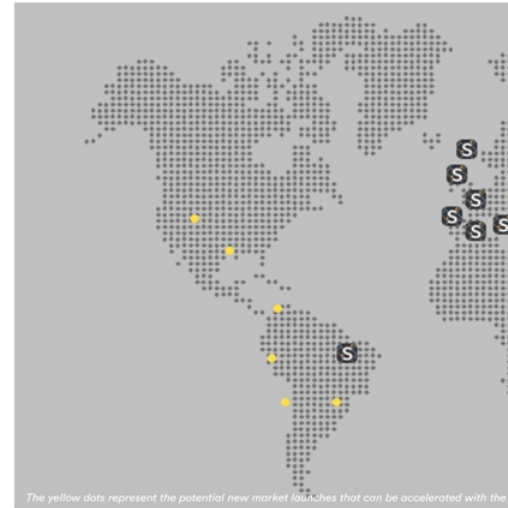 S
S
S
S
S
S
S
The yellow dots represent the potential new market launches that can be accelerated with the